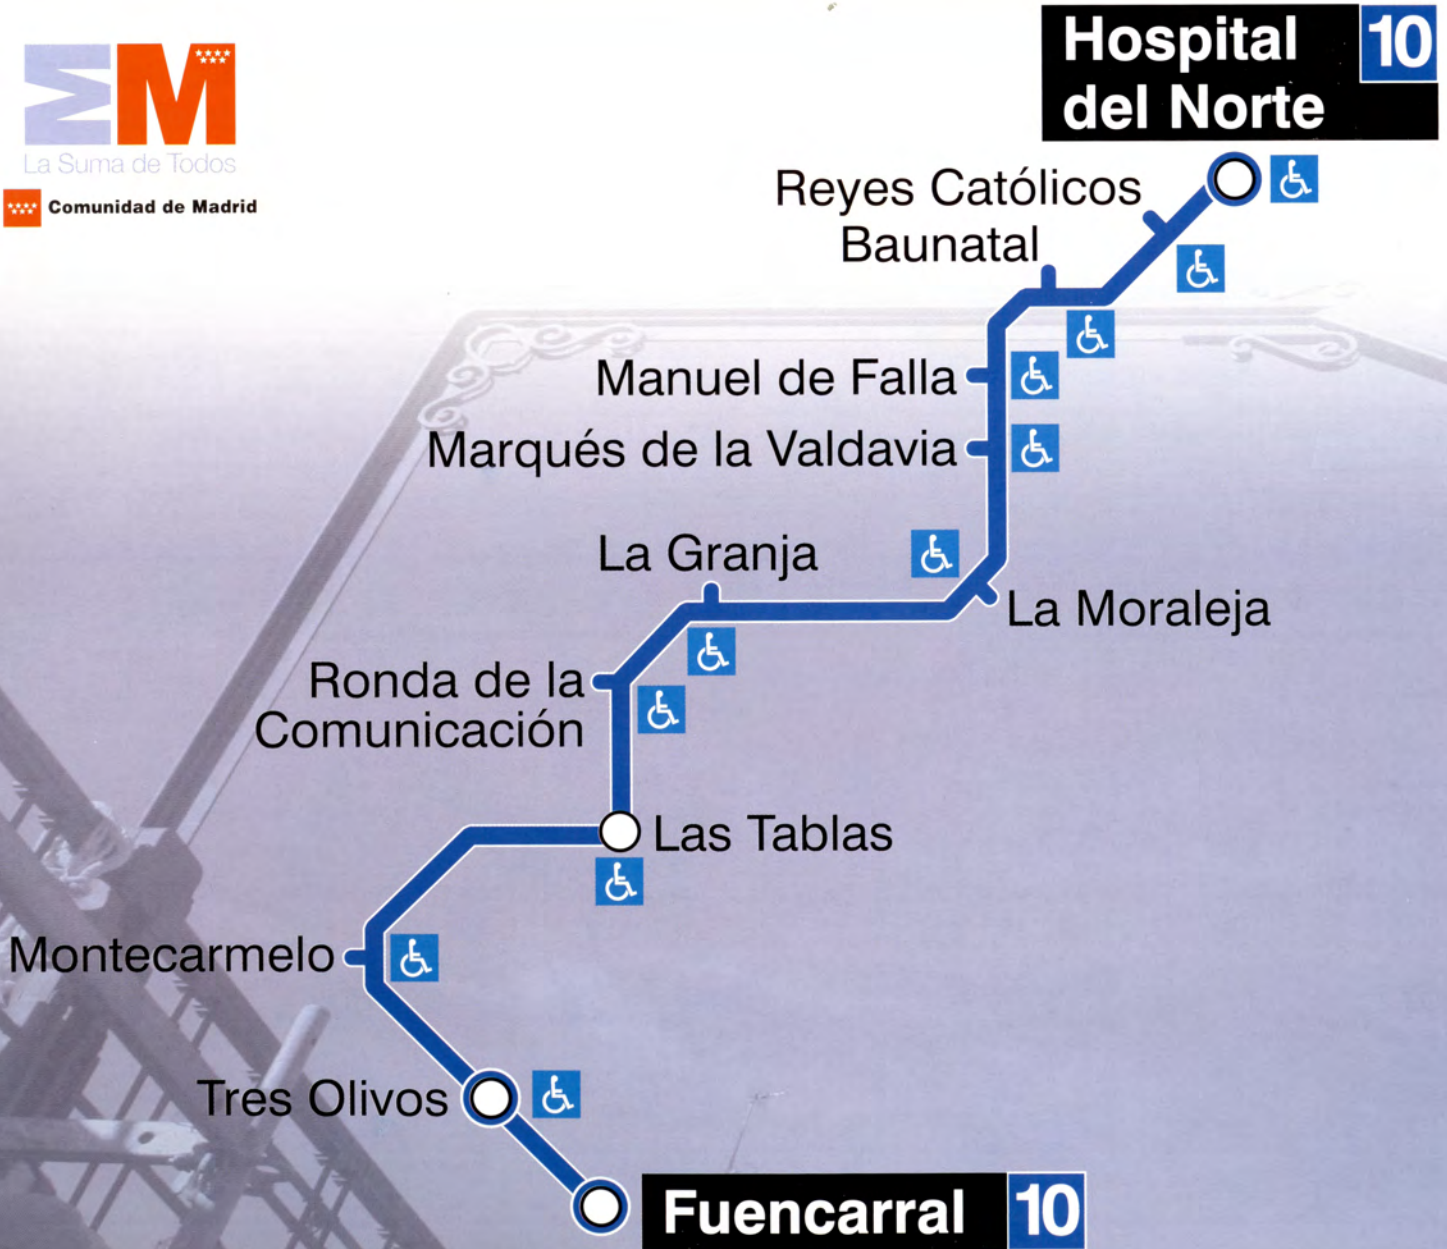 La Suma de Todos
Comunidad de Madrid
Hospital 10
del Norte
Reyes Católicos
Baunatal
Manuel de Falla
Marqués de la Valdavia
La Granja
La Moraleja
Ronda de la
Comunicación
Las Tablas
Montecarmelo
Tres Olivos
Fuencarral 10